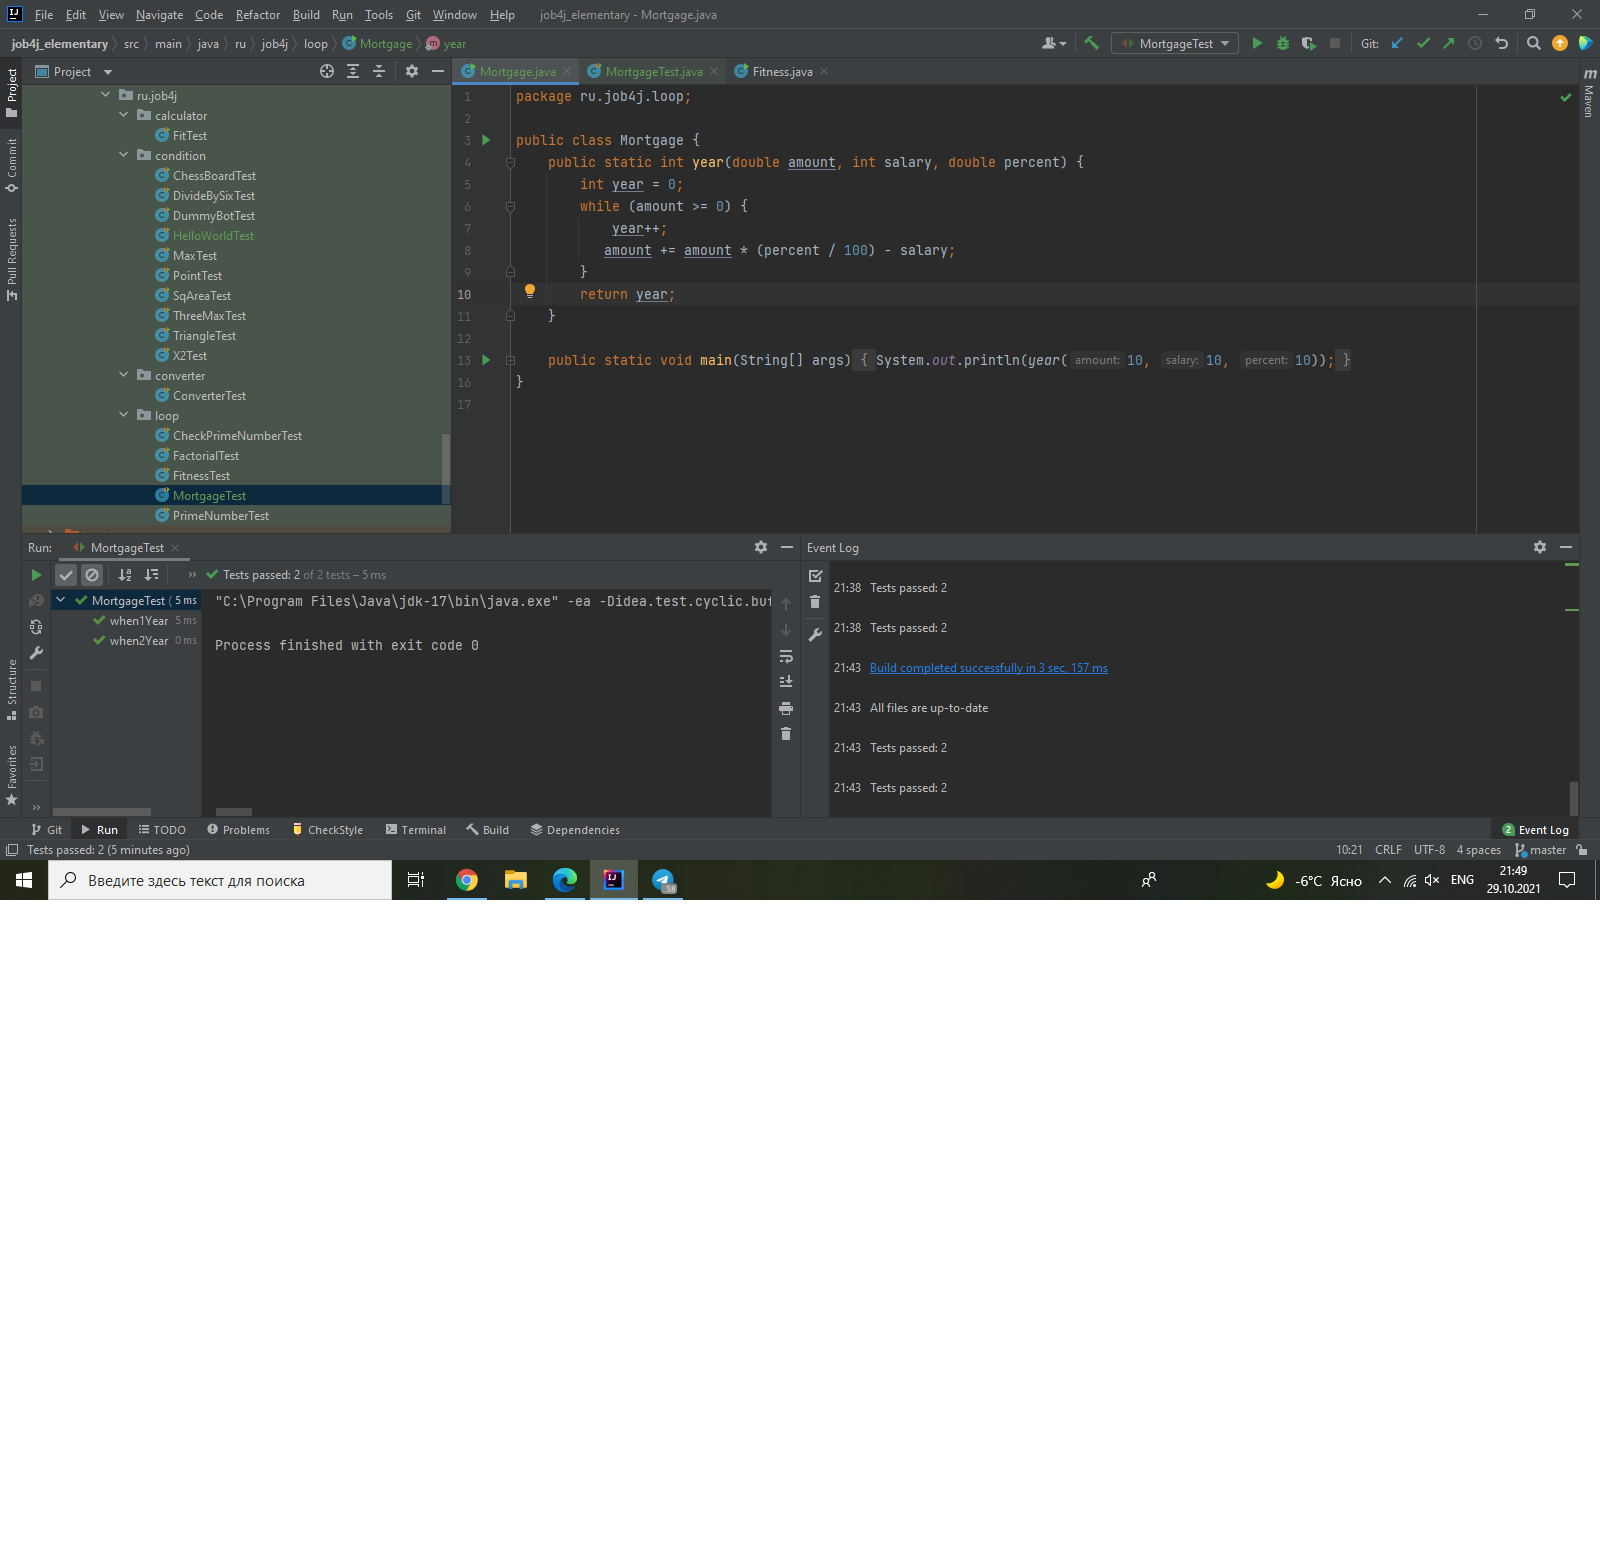 File Edit View Navigate Code Refactor Build Run Tools Git Window Help job4j_elementary - Mortgage.java
job4j_elementary src main java ru job4j loop Mortgage m year
MortgageTest Git:
Project
Mortgage.java MortgageTest.java Fitness.java
Project
Commit
Pull Requests
Structure
Favorites
m Maven
ru.job4j
calculator
FitTest
condition
ChessBoardTest
DivideBySixTest
DummyBotTest
HelloWorldTest
MaxTest
PointTest
SqAreaTest
ThreeMaxTest
TriangleTest
X2Test
converter
ConverterTest
loop
CheckPrimeNumberTest
FactorialTest
FitnessTest
MortgageTest
PrimeNumberTest
1 package ru.job4j.loop;
2
3 public class Mortgage {
4 public static int year(double amount, int salary, double percent) {
5 int year = 0;
6 while (amount >= 0) {
7 year++;
8 amount += amount * (percent / 100) - salary;
9 }
10 return year;
11 }
12
13 public static void main(String[] args) { System.out.println(year( amount: 10, salary: 10, percent: 10)); }
16 }
17
Run: MortgageTest
Tests passed: 2 of 2 tests – 5 ms
MortgageTest ( 5 ms
when1Year 5 ms
when2Year 0 ms
"C:\Program Files\Java\jdk-17\bin\java.exe" -ea -Didea.test.cyclic.buf
Process finished with exit code 0
Event Log
21:38 Tests passed: 2
21:38 Tests passed: 2
21:43 Build completed successfully in 3 sec, 157 ms
21:43 All files are up-to-date
21:43 Tests passed: 2
21:43 Tests passed: 2
Git Run TODO Problems CheckStyle Terminal Build Dependencies 2 Event Log
Tests passed: 2 (5 minutes ago) 10:21 CRLF UTF-8 4 spaces master
Введите здесь текст для поиска
58
-6°C Ясно ENG
21:49
29.10.2021